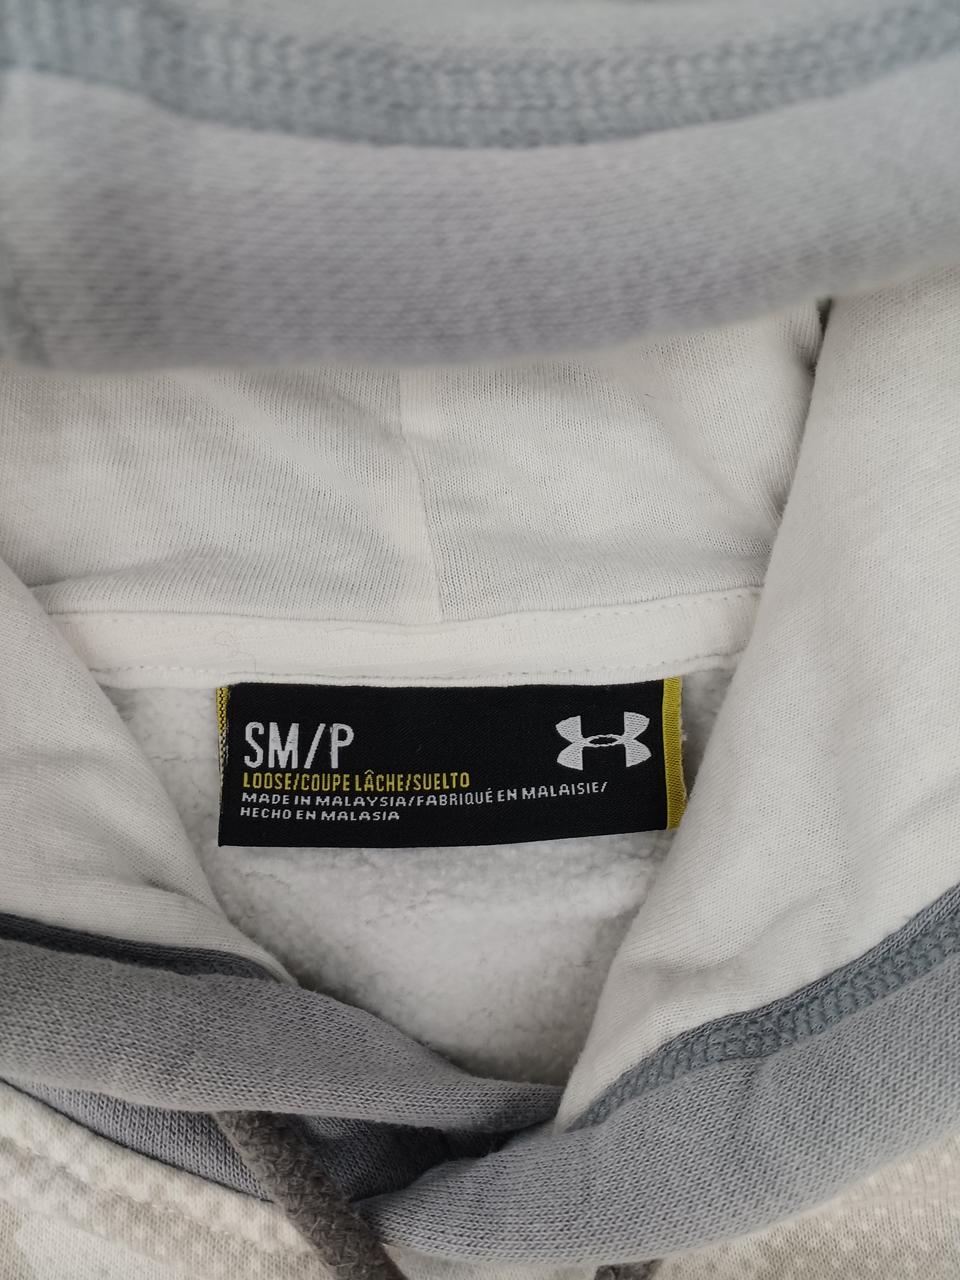 SM/P
LOOSE/COUPE LÂCHE/SUELTO
MADE IN MALAYSIA/FABRIQUÉ EN MALAISIE/
HECHO EN MALASIA